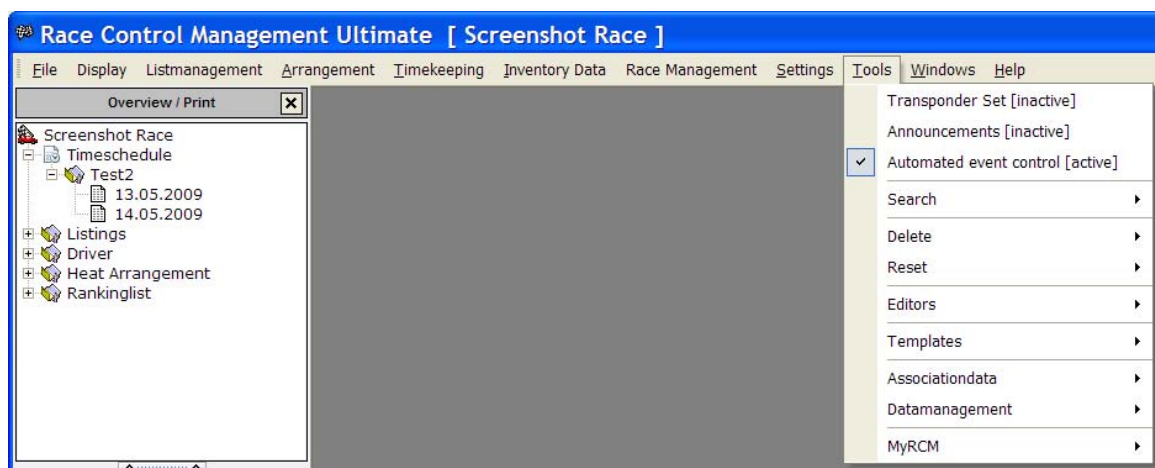 Race Control Management Ultimate [ Screenshot Race ]
File Display Listmanagement Arrangement Timekeeping Inventory Data Race Management Settings Tools Windows Help
Overview / Print
Screenshot Race
Timeschedule
Test2
13.05.2009
14.05.2009
Listings
Driver
Heat Arrangement
Rankinglist
Transponder Set [inactive]
Announcements [inactive]
Automated event control [active]
Search
Delete
Reset
Editors
Templates
Associationdata
Datamanagement
MyRCM